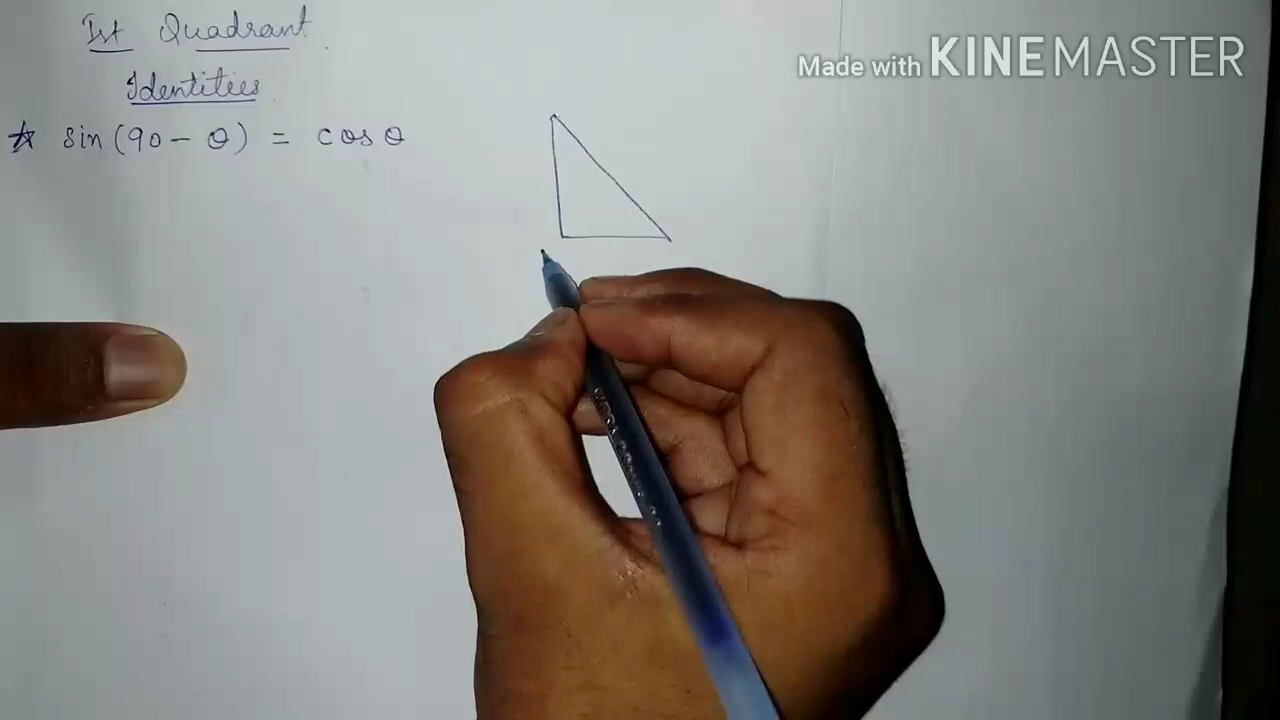 Ist Quadrant
Made with KINEMASTER
Identities
☆ sin (90 - θ) = cos θ